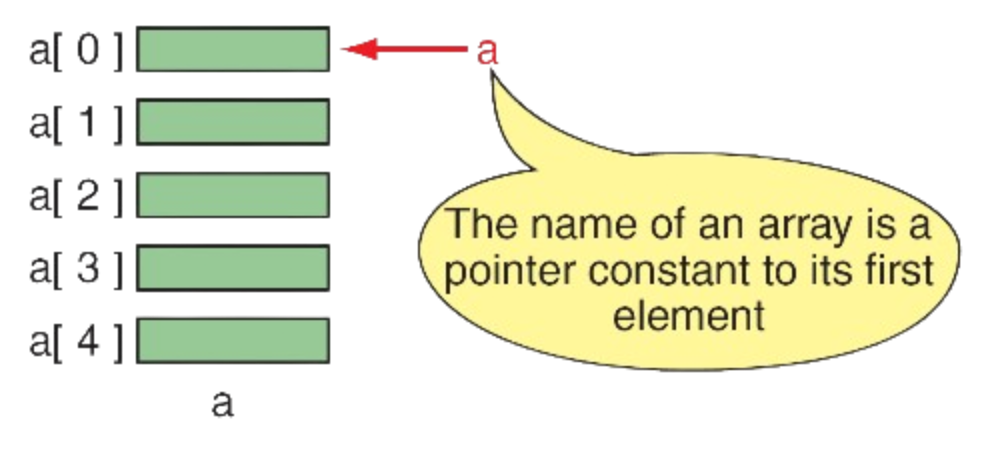 a[ 0 ] a
a[ 1 ]
a[ 2 ]
a[ 3 ]
a[ 4 ]
a
The name of an array is a
pointer constant to its first
element